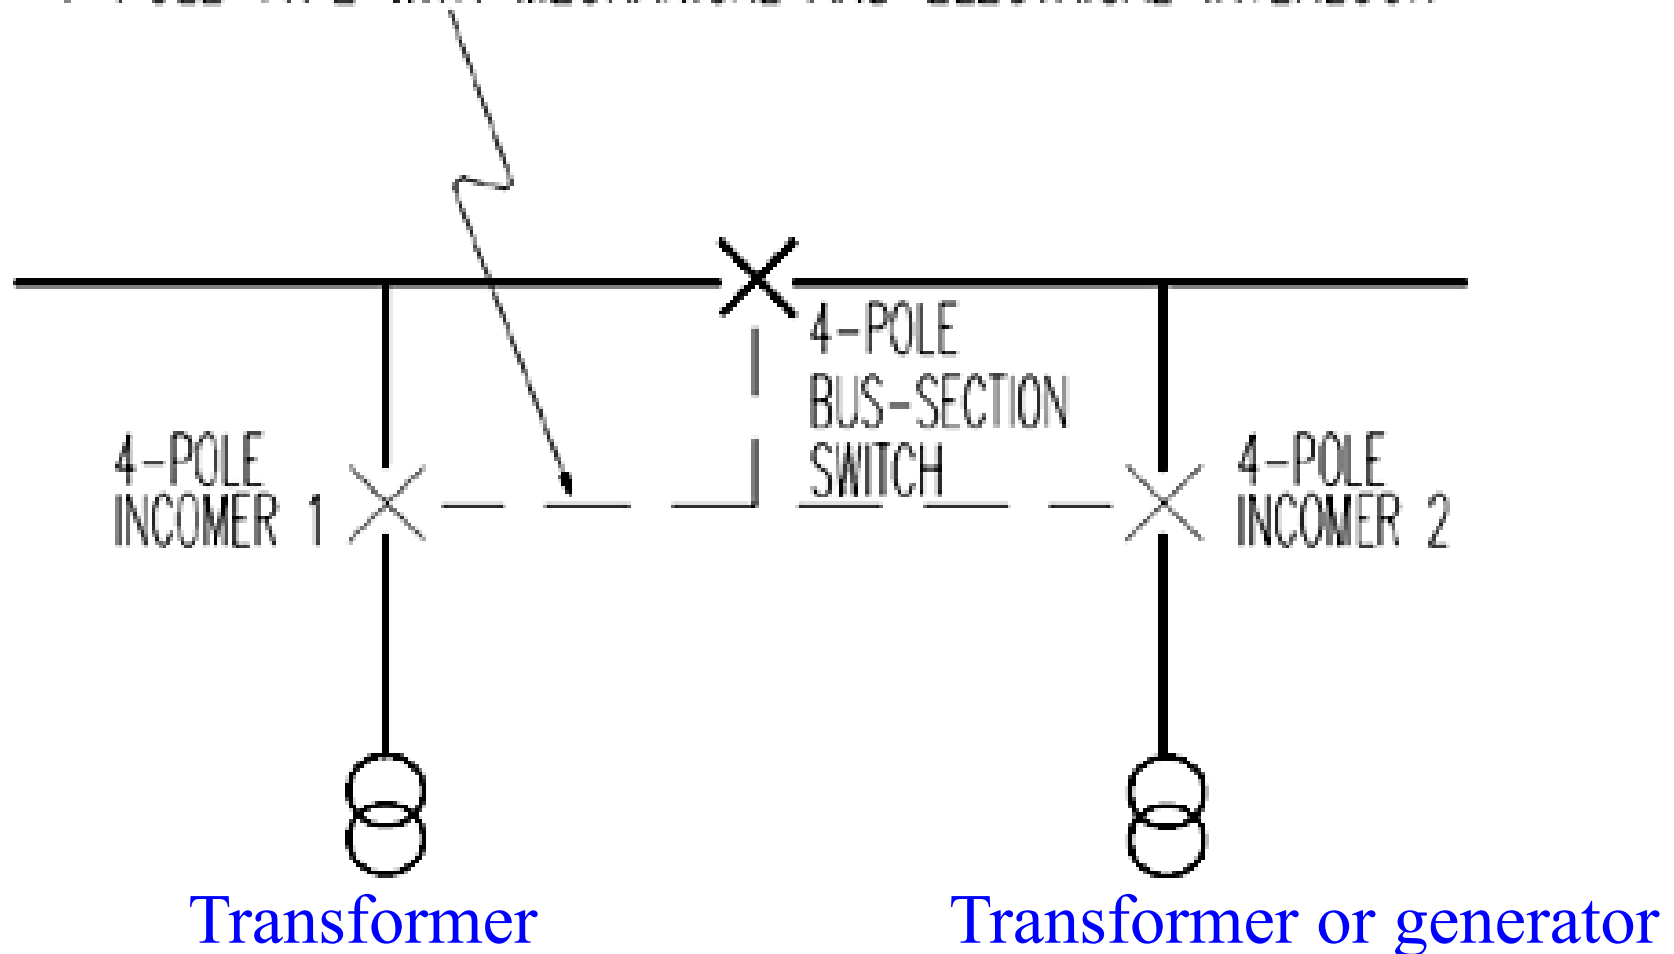 4-POLE
BUS-SECTION
SWITCH
4-POLE
INCOMER 1
4-POLE
INCOMER 2
Transformer
Transformer or generator